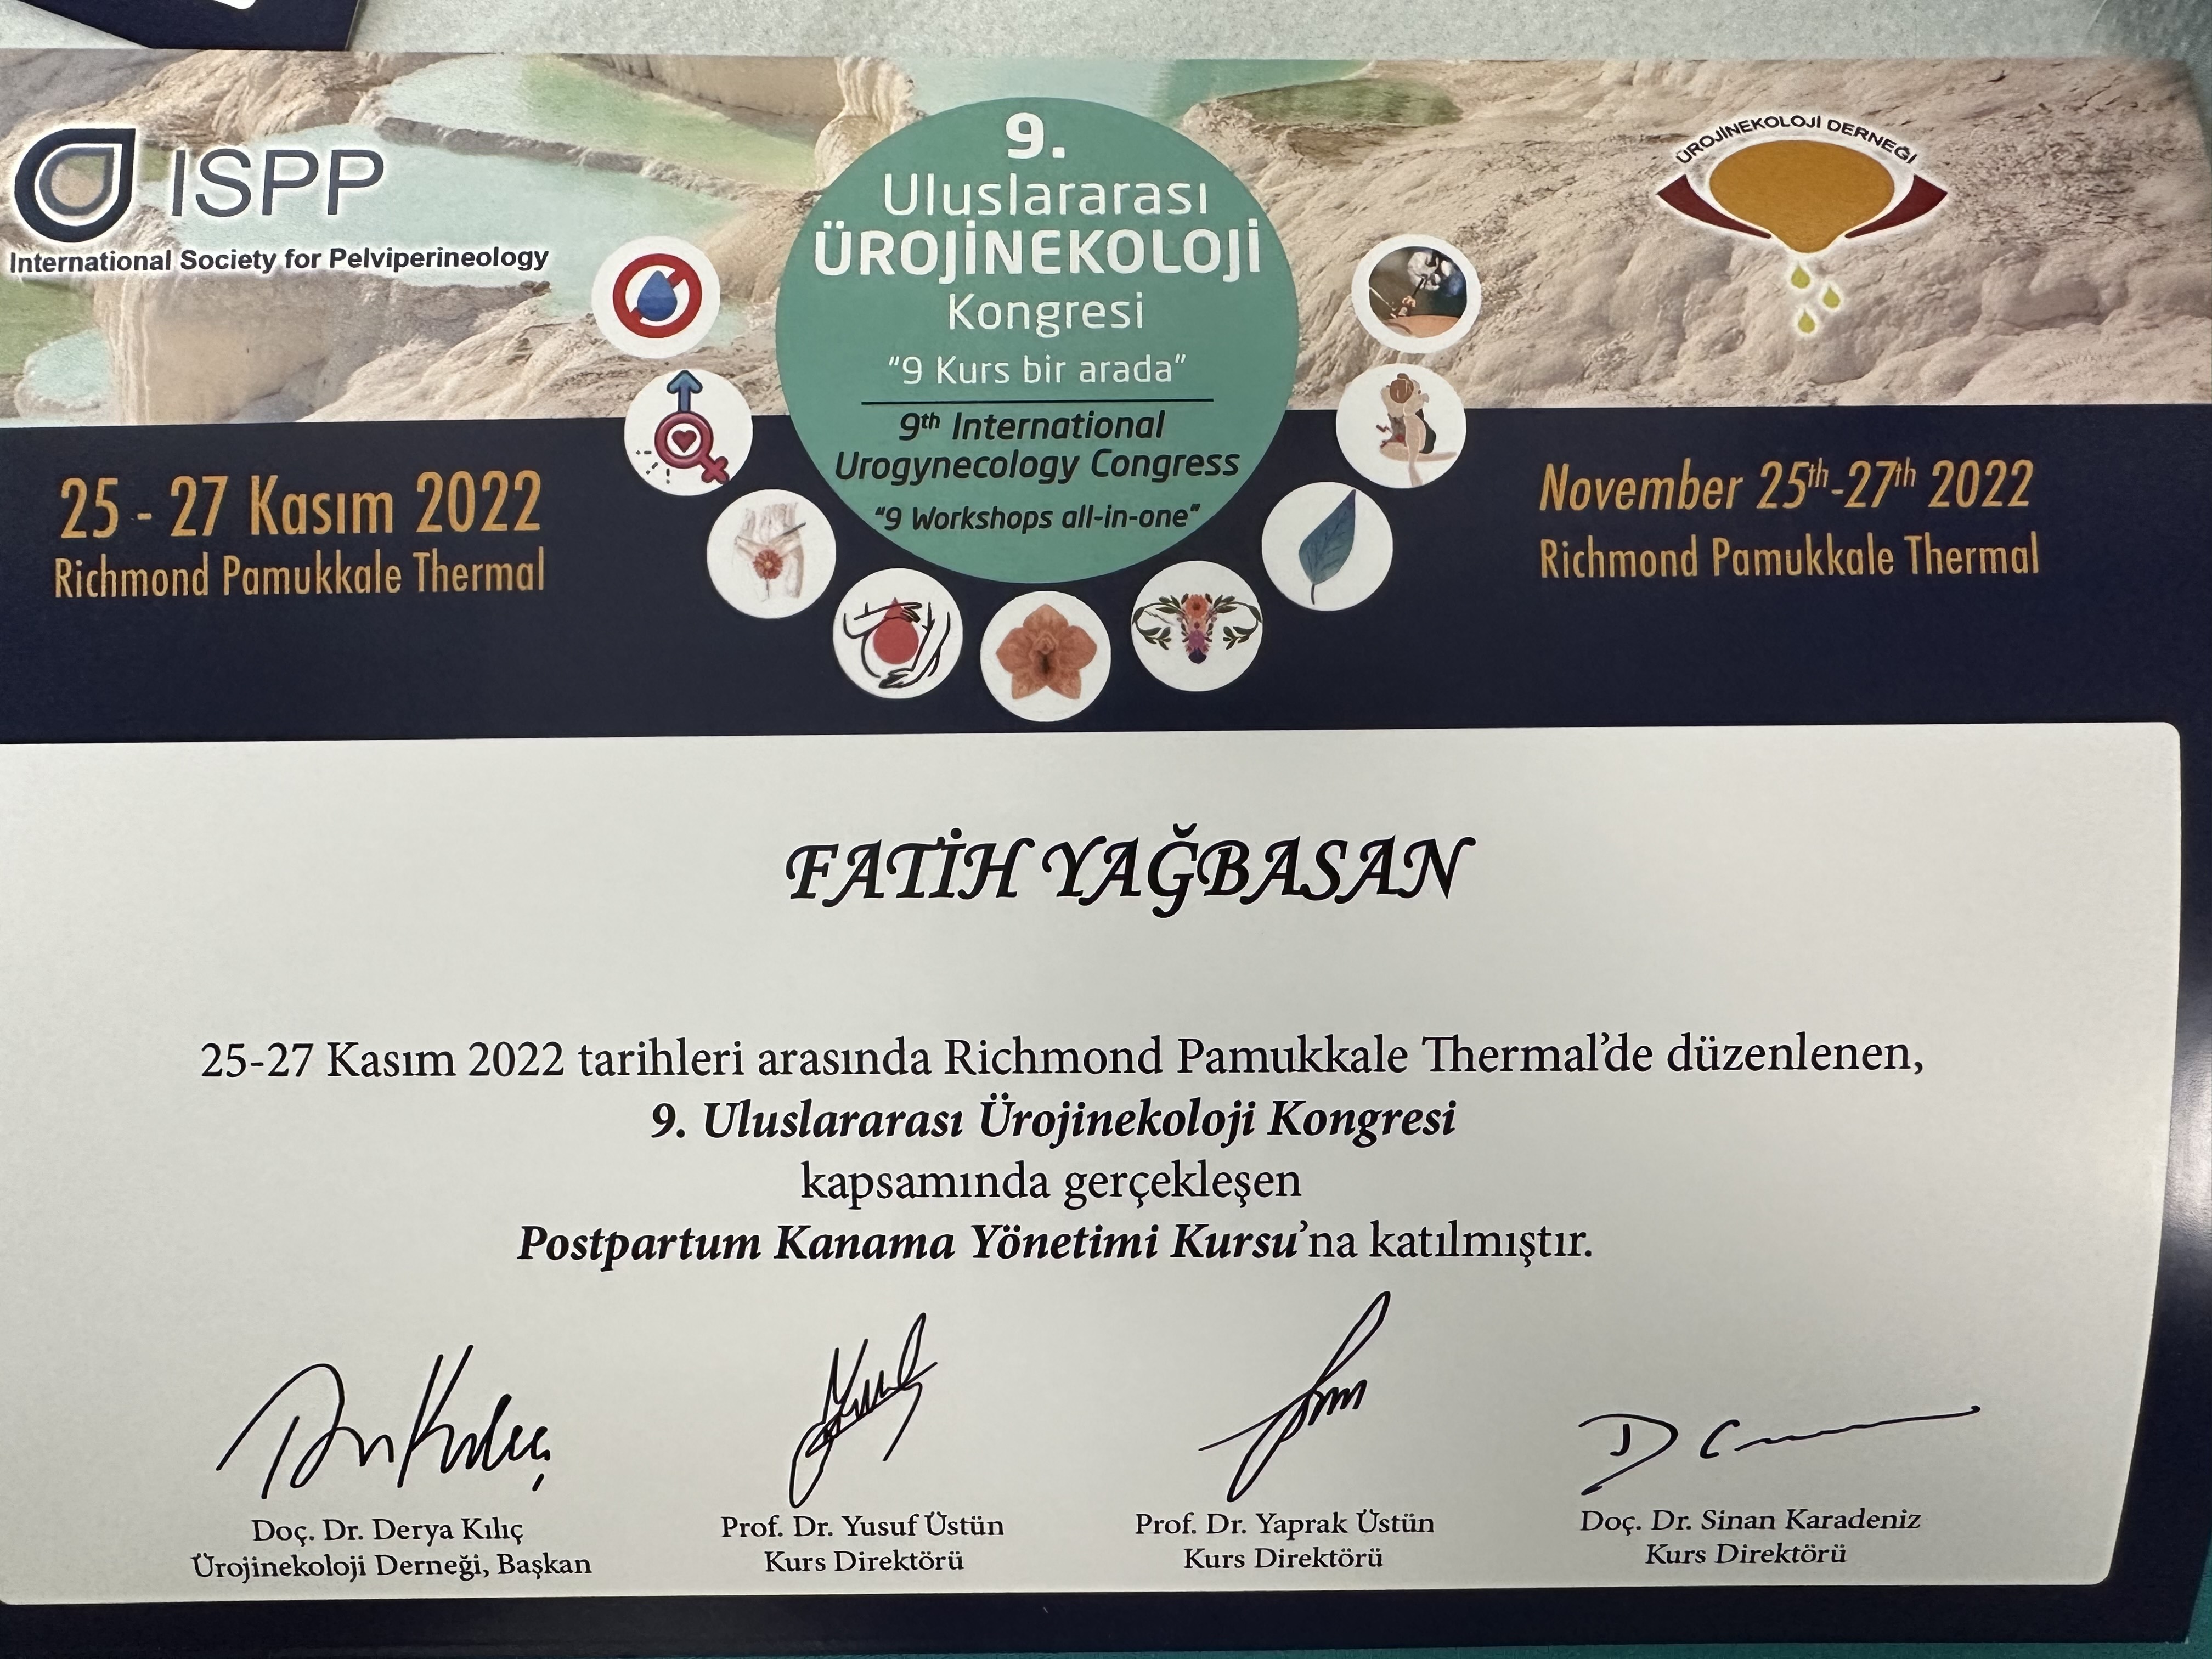 ISPP
International Society for Pelviperineology
9.
Uluslararası
ÜROJİNEKOLOJİ
Kongresi
"9 Kurs bir arada"
9th International
Urogynecology Congress
"9 Workshops all-in-one"
ÜROJİNEKOLOJİ DERNEĞİ
25 - 27 Kasım 2022
Richmond Pamukkale Thermal
November 25th-27th 2022
Richmond Pamukkale Thermal
FATİH YAĞBASAN
25-27 Kasım 2022 tarihleri arasında Richmond Pamukkale Thermal'de düzenlenen,
9. Uluslararası Ürojinekoloji Kongresi
kapsamında gerçekleşen
Postpartum Kanama Yönetimi Kursu'na katılmıştır.
Doç. Dr. Derya Kılıç
Ürojinekoloji Derneği, Başkan
Prof. Dr. Yusuf Üstün
Kurs Direktörü
Prof. Dr. Yaprak Üstün
Kurs Direktörü
Doç. Dr. Sinan Karadeniz
Kurs Direktörü